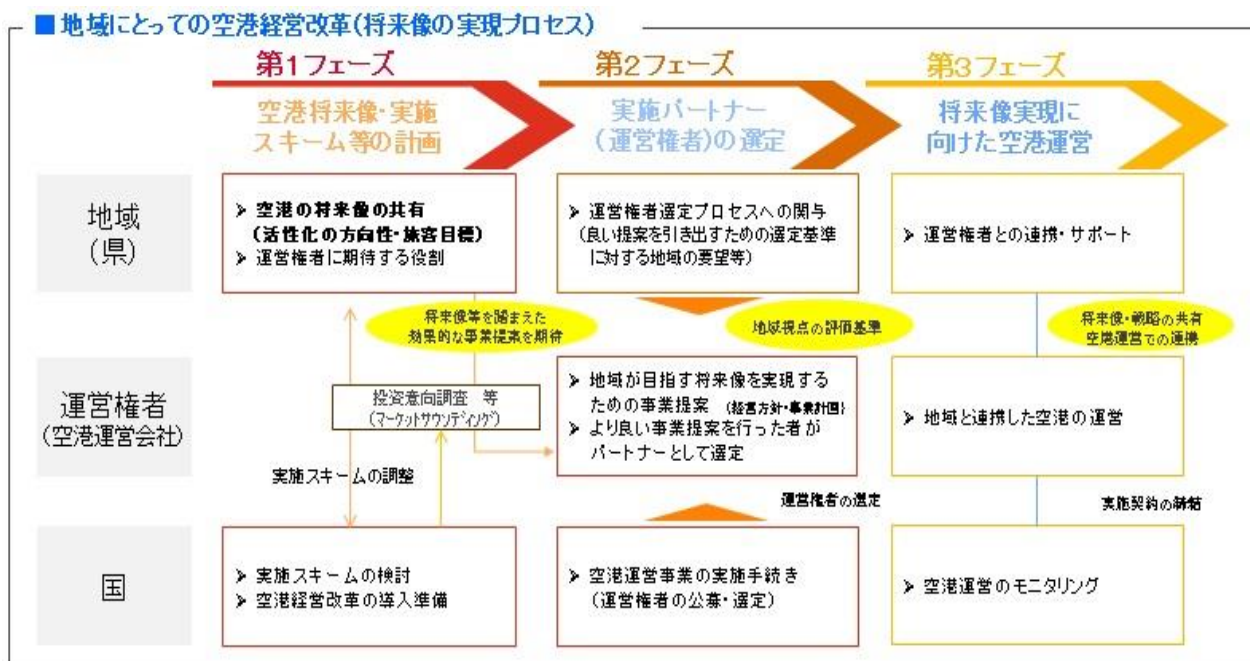 ■ 地域にとっての空港経営改革(将来像の実現プロセス)
第1フェーズ
空港将来像・実施
スキーム等の計画
第2フェーズ
実施パートナー
(運営権者)の選定
第3フェーズ
将来像実現に
向けた空港運営
地域
(県)
➢ 空港の将来像の共有
(活性化の方向性・旅客目標)
➢ 運営権者に期待する役割
➢ 運営権者選定プロセスへの関与
(良い提案を引き出すための選定基準
に対する地域の要望等)
➢ 運営権者との連携・サポート
将来像等を踏まえた
効果的な事業提案を期待
地域視点の評価基準
将来像・戦略の共有
空港運営での連携
運営権者
(空港運営会社)
投資意向調査 等
(マーケットサウンディング)
実施スキームの調整
➢ 地域が目指す将来像を実現する
ための事業提案 (経営方針・事業計画)
➢ より良い事業提案を行った者が
パートナーとして選定
➢ 地域と連携した空港の運営
運営権者の選定
実施契約の締結
国
➢ 実施スキームの検討
➢ 空港経営改革の導入準備
➢ 空港運営事業の実施手続き
(運営権者の公募・選定)
➢ 空港運営のモニタリング